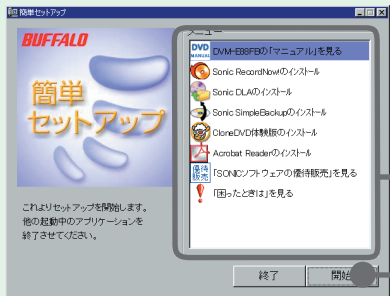 簡単セットアップ
BUFFALO
簡単
セットアップ
これよりセットアップを開始します。
他の起動中のアプリケーションを
終了させてください。
メニュー
DVD
MANUAL
DVM-E88FBの「マニュアル」を見る
Sonic RecordNow!のインストール
Sonic DLAのインストール
Sonic SimpleBackupのインストール
CloneDVD体験版のインストール
Acrobat Readerのインストール
優待
販売
「SONICソフトウェアの優待販売」を見る
「困ったときは」を見る
終了
開始